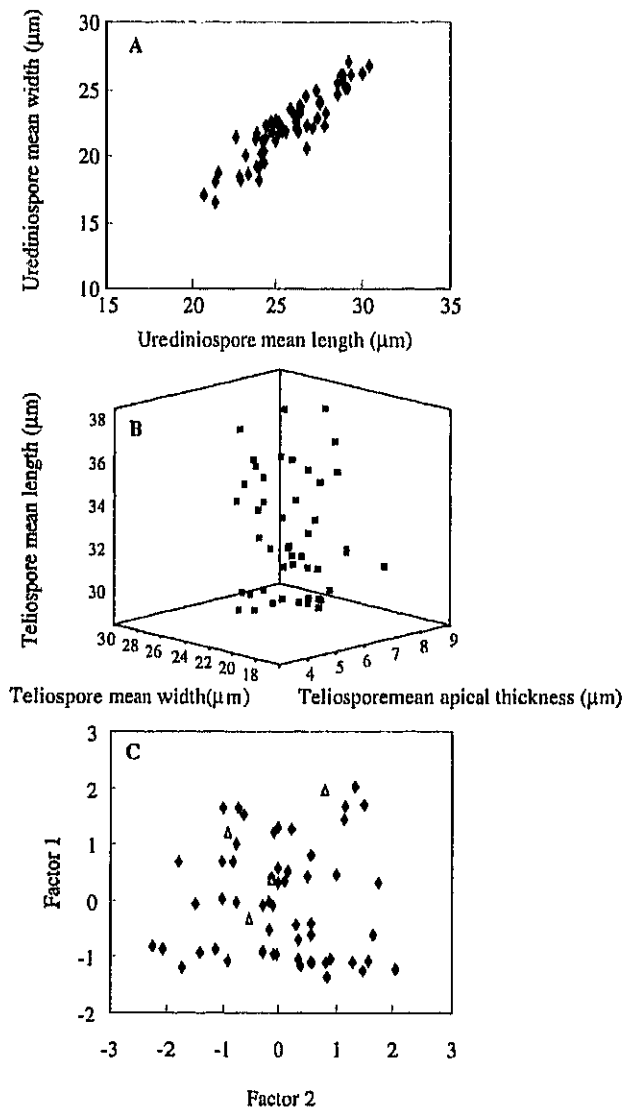 A
Urediniospore mean width (μm)
30
25
20
15
10
15 20 25 30 35
Urediniospore mean length (μm)
B
Teliospore mean length (μm)
38
36
34
32
30
30 28 26 24 22 20 18
4 5 6 7 8 9
Teliospore mean width(μm)
Teliosporemean apical thickness (μm)
C
Factor 1
3
2
1
0
-1
-2
-3 -2 -1 0 1 2 3
Factor 2